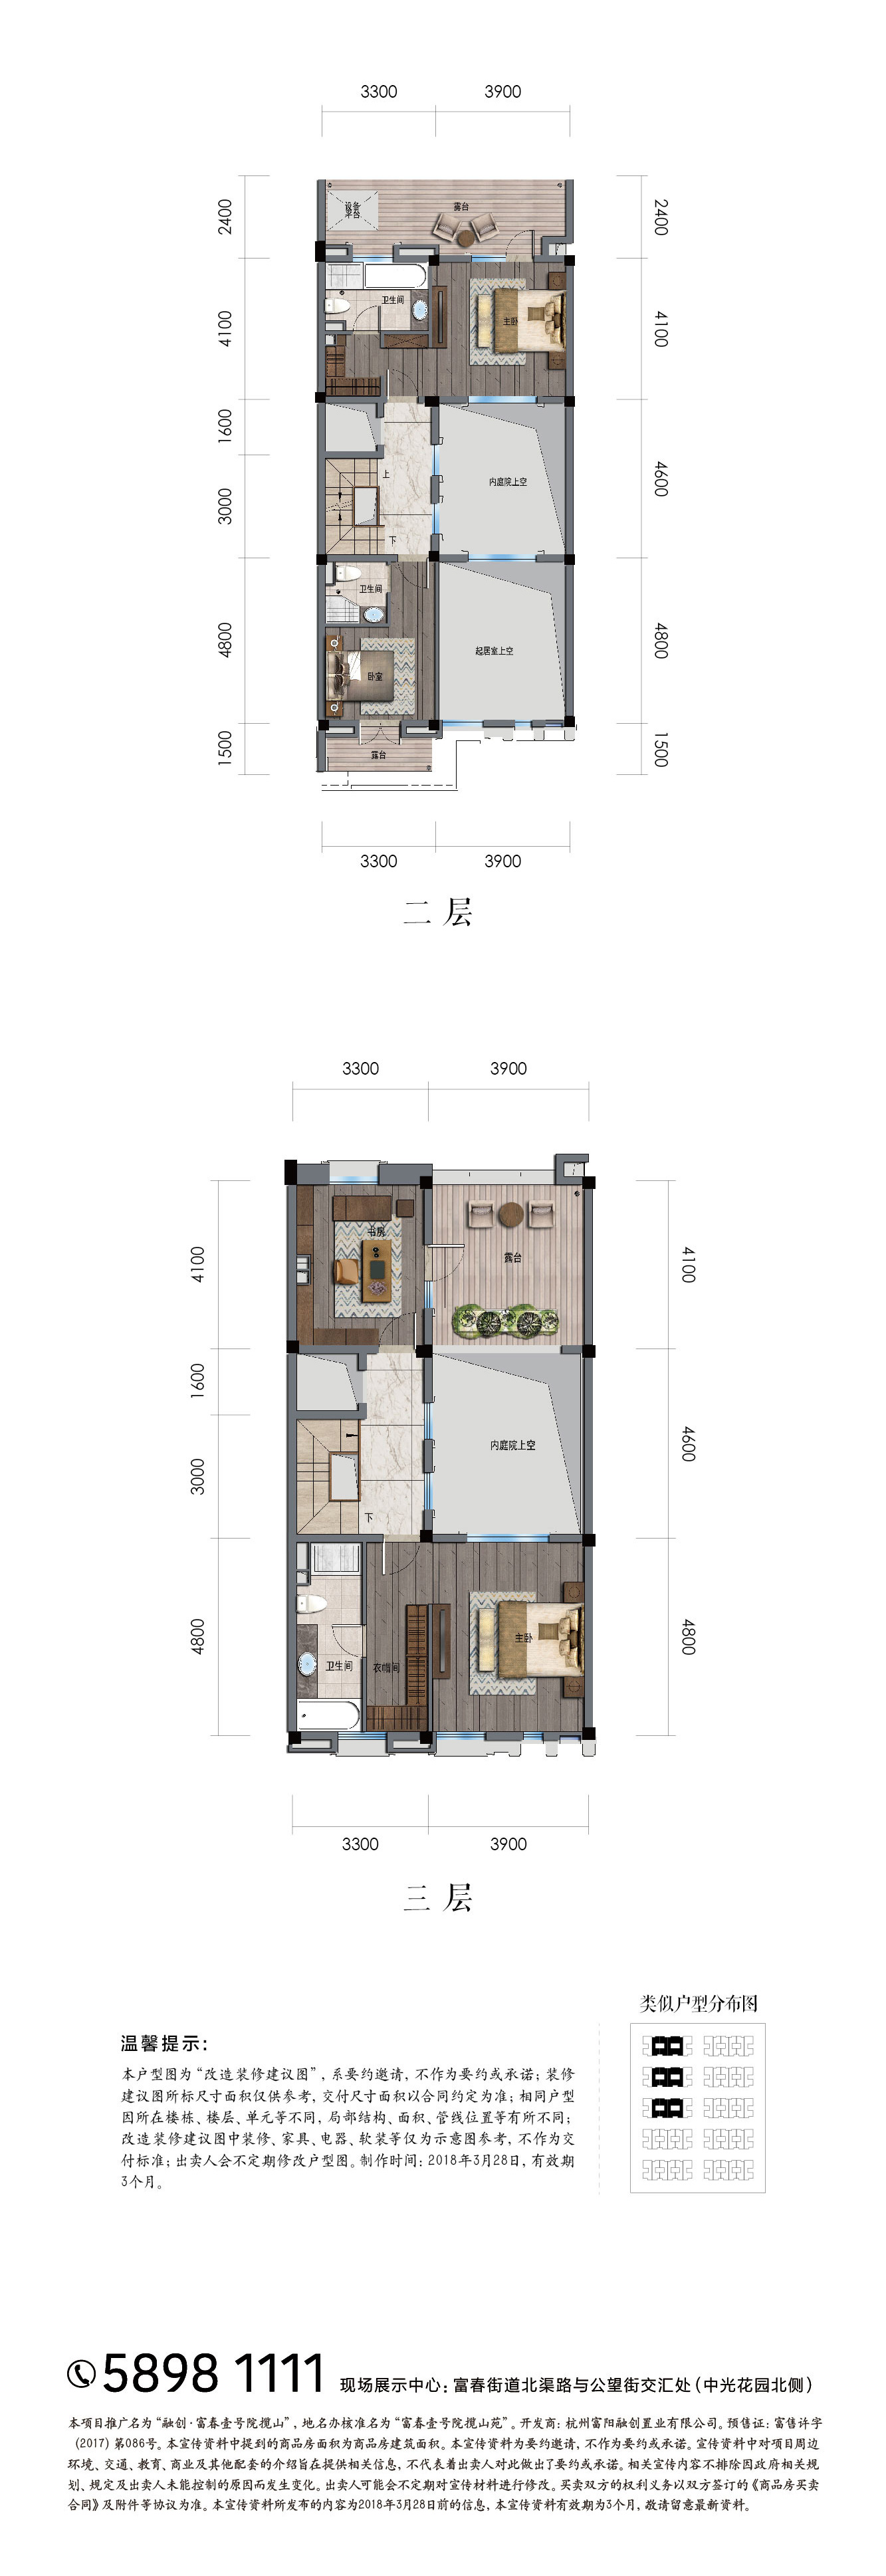 3300 3900
2400 设备平台 露台 2400
4100 卫生间 主卧 4100
1600
上
3000 内庭院上空 4600
下
卫生间
4800 起居室上空 4800
卧室
1500 露台 1500
3300 3900
二层
3300 3900
书房
4100 露台 4100
1600
内庭院上空 4600
3000
下
4800 主卧 4800
卫生间 衣帽间
3300 3900
三层
类似户型分布图
温馨提示:
本户型图为“改造装修建议图”,系要约邀请,不作为要约或承诺;装修
建议图所标尺寸面积仅供参考,交付尺寸面积以合同约定为准;相同户型
因所在楼栋、楼层、单元等不同,局部结构、面积、管线位置等有所不同;
改造装修建议图中装修、家具、电器、软装等仅为示意图参考,不作为交
付标准;出卖人会不定期修改户型图。制作时间:2018年3月28日,有效期
3个月。
5898 1111 现场展示中心:富春街道北渠路与公望街交汇处(中光花园北侧)
本项目推广名为“融创·富春壹号院揽山”,地名办核准名为“富春壹号院揽山苑”。开发商:杭州富阳融创置业有限公司。预售证:富售许字
(2017)第086号。本宣传资料中提到的商品房面积为商品房建筑面积。本宣传资料为要约邀请,不作为要约或承诺。宣传资料中对项目周边
环境、交通、教育、商业及其他配套的介绍旨在提供相关信息,不代表着出卖人对此做出了要约或承诺。相关宣传内容不排除因政府相关规
划、规定及出卖人未能控制的原因而发生变化。出卖人可能会不定期对宣传材料进行修改。买卖双方的权利义务以双方签订的《商品房买卖
合同》及附件等协议为准。本宣传资料所发布的内容为2018年3月28日前的信息,本宣传资料有效期为3个月,敬请留意最新资料。